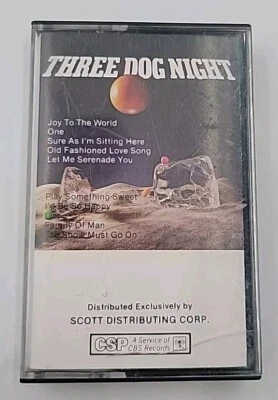 THREE DOG NIGHT
Joy To The World
One
Sure As I'm Sitting Here
Old Fashioned Love Song
Let Me Serenade You
Play Something Sweet
I'd Be So Happy
Family Of Man
The Show Must Go On
Distributed Exclusively by
SCOTT DISTRIBUTING CORP.
CSP A Service of
CBS Records